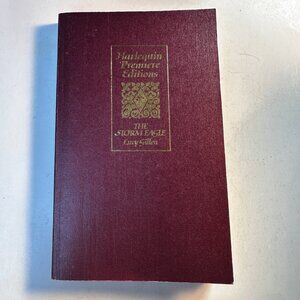 Harlequin
Premiere
Editions
THE
STORM EAGLE
Lucy Gillen